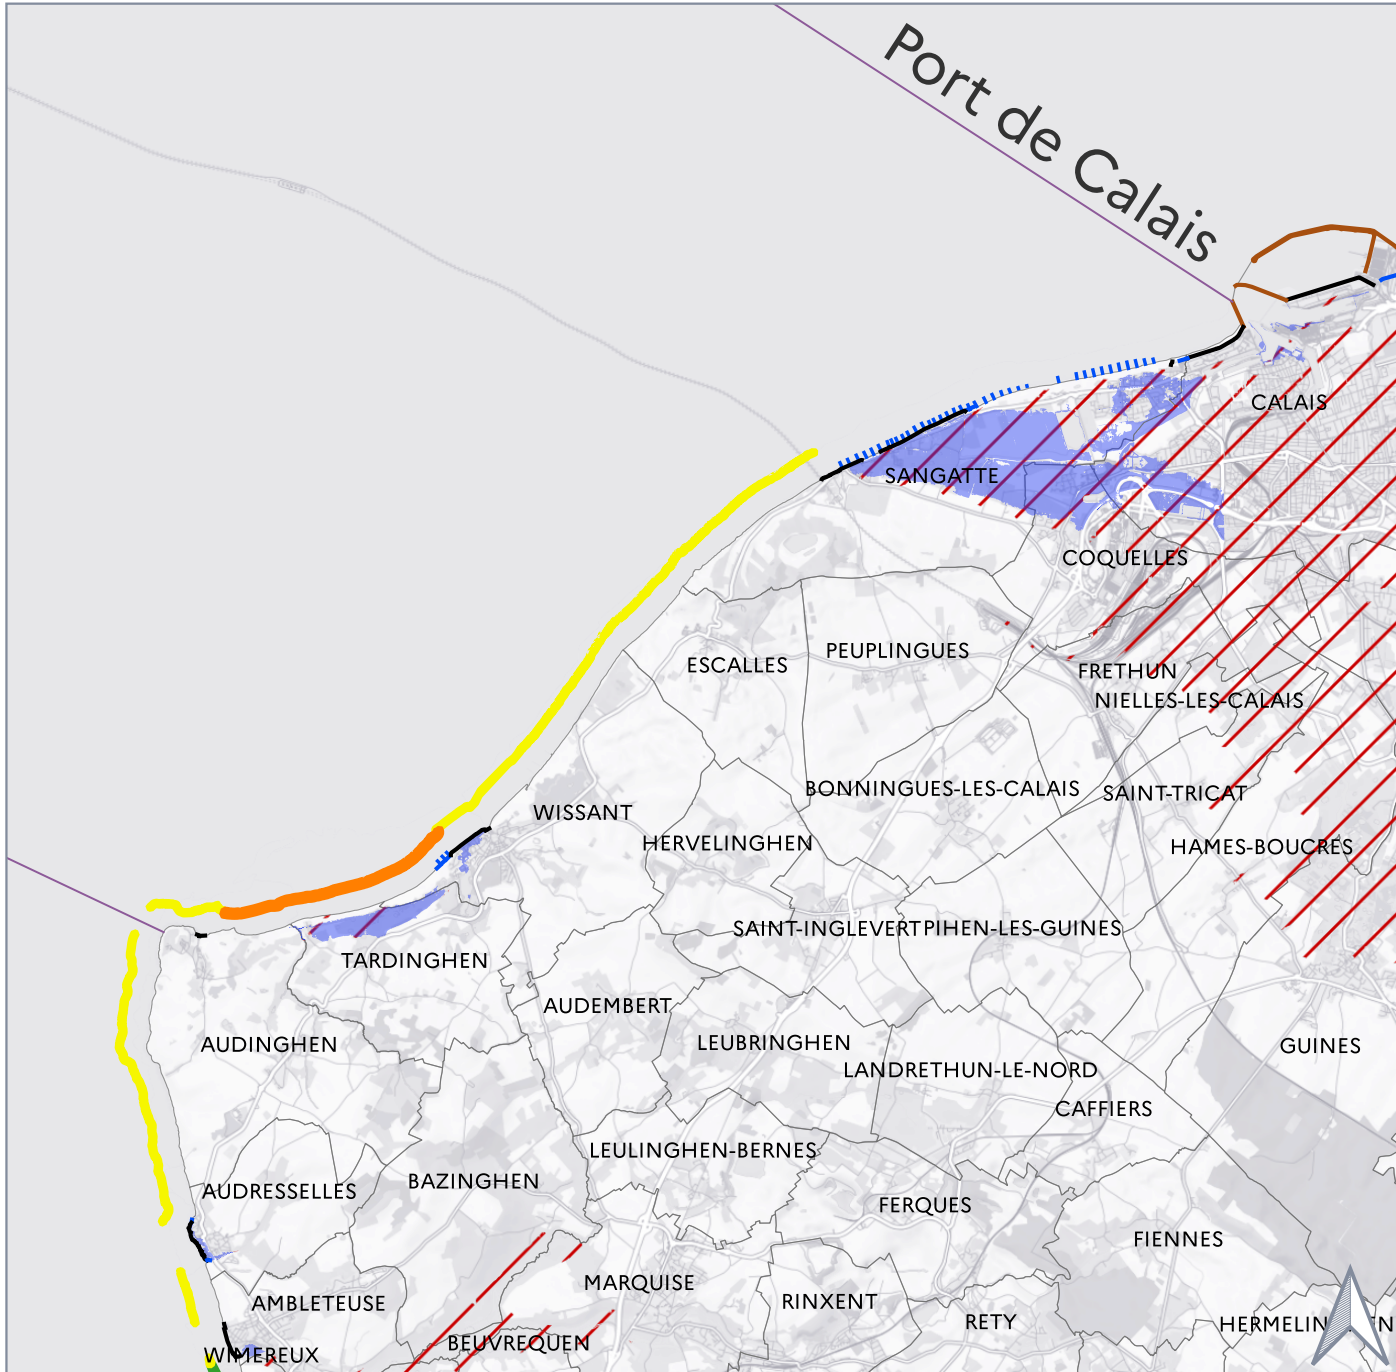 Port de Calais
CALAIS
SANGATTE
COQUELLES
PEUPLINGUES
ESCALLES
FRETHUN
NIELLES-LES-CALAIS
BONNINGUES-LES-CALAIS
SAINT-TRICAT
WISSANT
HERVELINGHEN
HAMES-BOUCRES
SAINT-INGLEVERT
PIHEN-LES-GUINES
TARDINGHEN
AUDEMBERT
AUDINGHEN
LEUBRINGHEN
GUINES
LANDRETHUN-LE-NORD
CAFFIERS
LEULINGHEN-BERNES
BAZINGHEN
AUDRESSELLES
FERQUES
FIENNES
MARQUISE
AMBLETEUSE
RINXENT
RETY
BEUVREQUEN
WIMEREUX